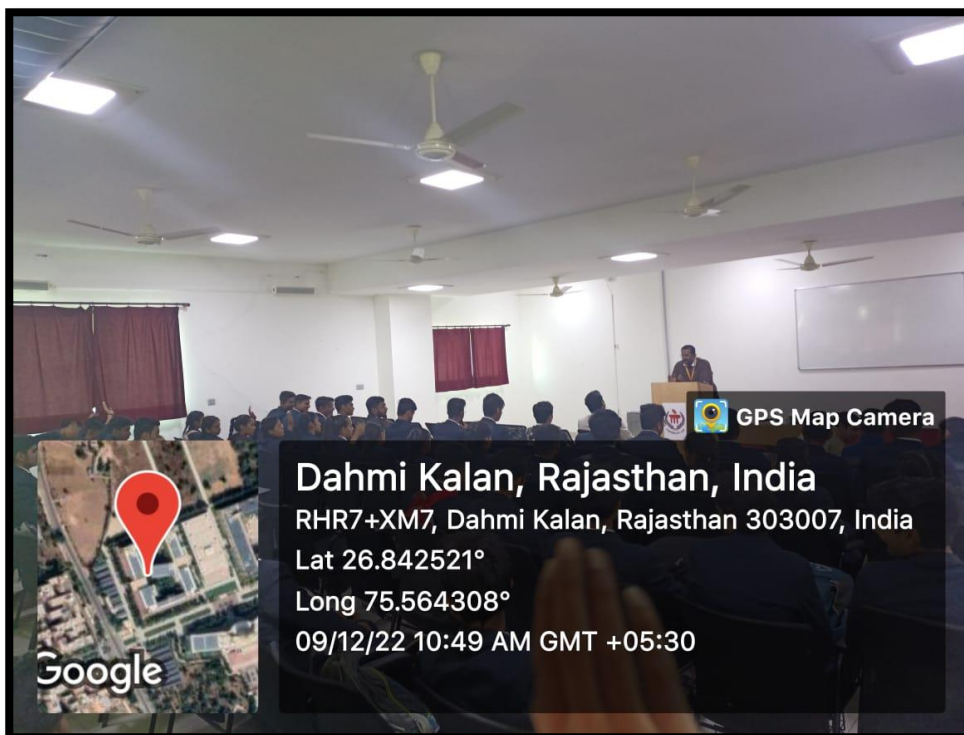 GPS Map Camera
Dahmi Kalan, Rajasthan, India
RHR7+XM7, Dahmi Kalan, Rajasthan 303007, India
Lat 26.842521°
Long 75.564308°
09/12/22 10:49 AM GMT +05:30
Google